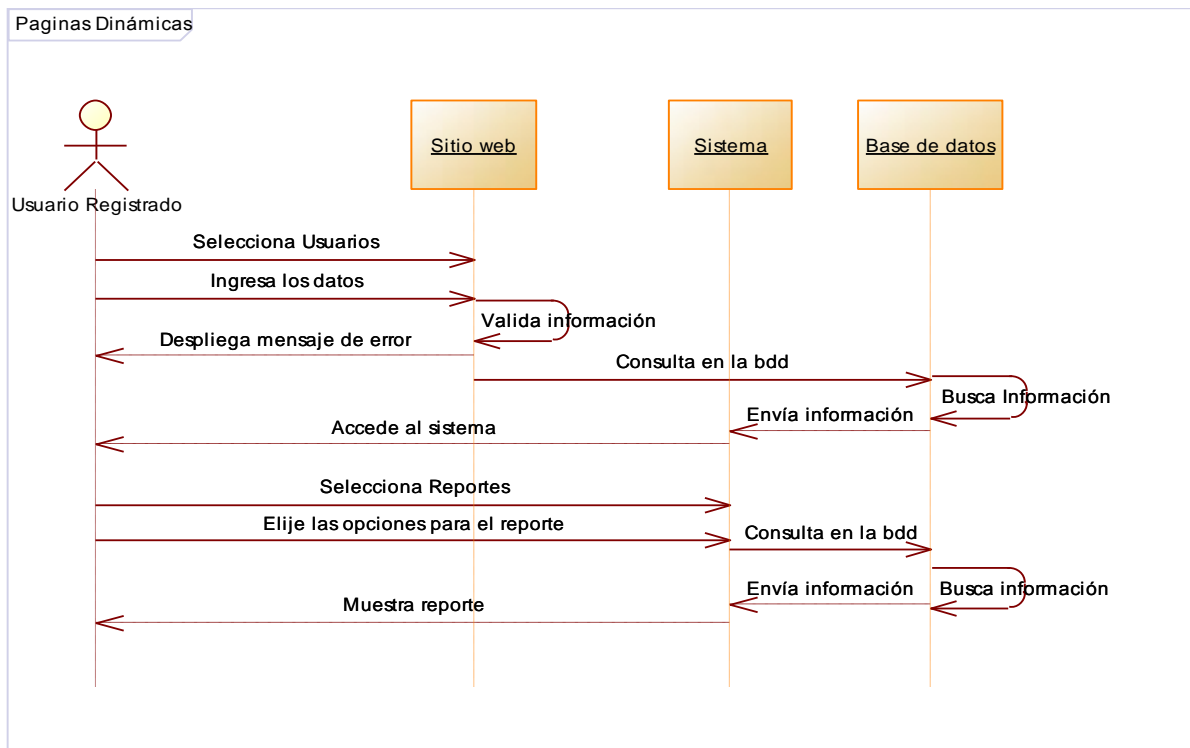 Paginas Dinámicas
Sitio web
Sistema
Base de datos
Usuario Registrado
Selecciona Usuarios
Ingresa los datos
Valida información
Despliega mensaje de error
Consulta en la bdd
Busca Información
Envía información
Accede al sistema
Selecciona Reportes
Elije las opciones para el reporte
Consulta en la bdd
Envía información
Busca información
Muestra reporte